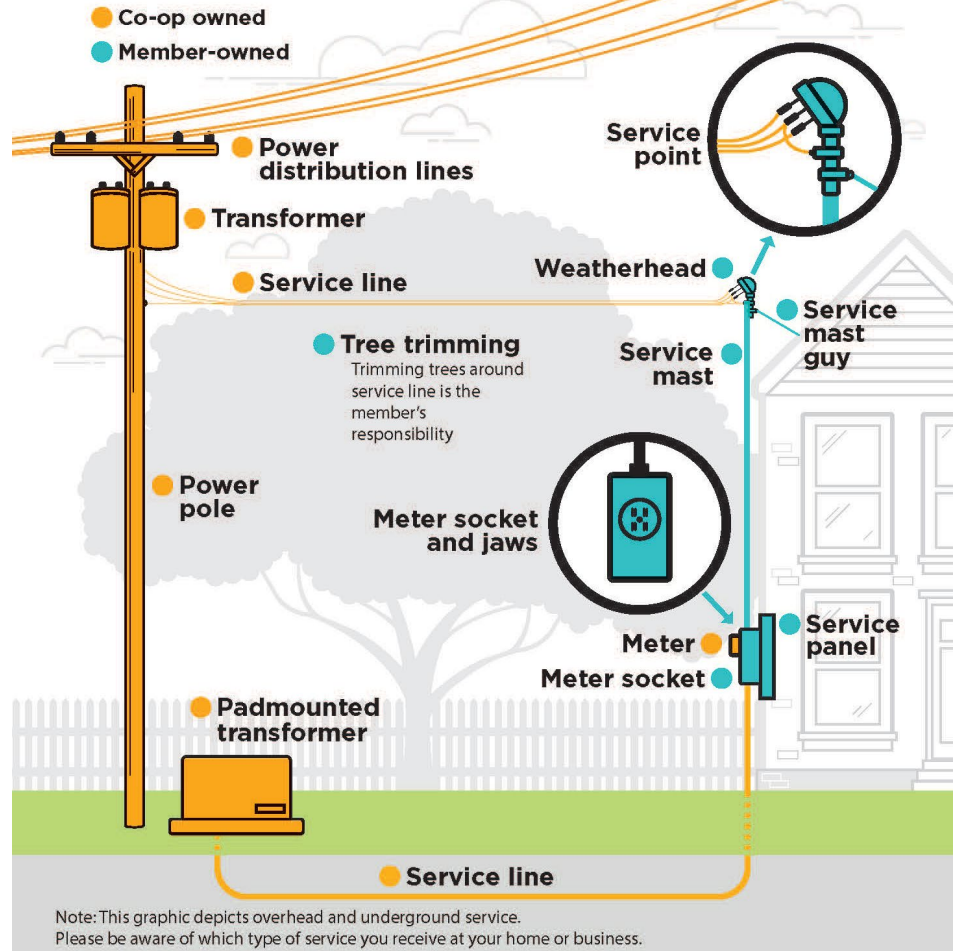 Co-op owned
Member-owned
Power
distribution lines
Transformer
Service line
Service
point
Weatherhead
Service
mast
guy
Tree trimming
Trimming trees around
service line is the
member's
responsibility
Service
mast
Power
pole
Meter socket
and jaws
Meter
Service
panel
Meter socket
Padmounted
transformer
Service line
Note: This graphic depicts overhead and underground service.
Please be aware of which type of service you receive at your home or business.